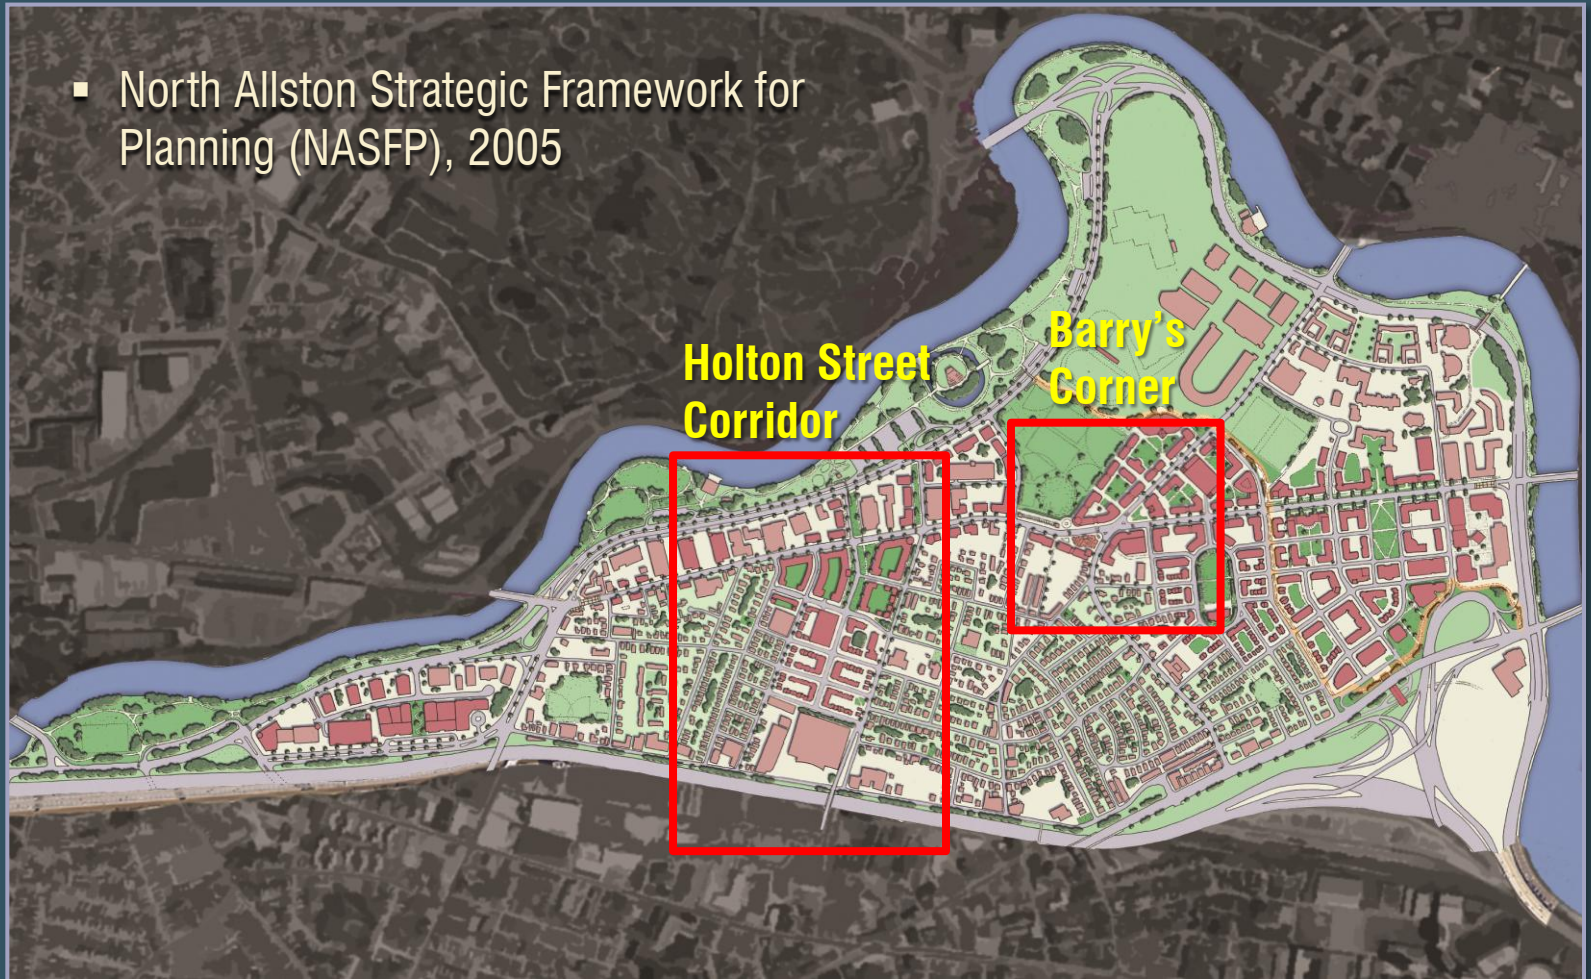 ▪ North Allston Strategic Framework for
Planning (NASFP), 2005
Holton Street
Corridor
Barry’s
Corner